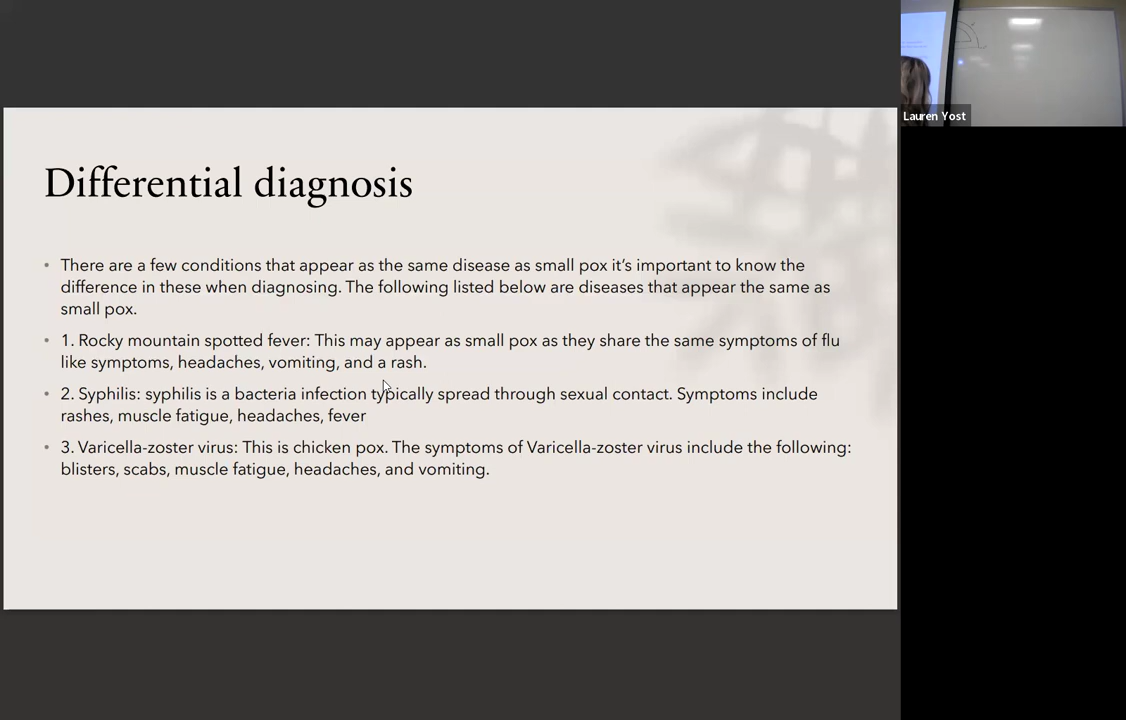 Differential diagnosis
• There are a few conditions that appear as the same disease as small pox it's important to know the
difference in these when diagnosing. The following listed below are diseases that appear the same as
small pox.
• 1. Rocky mountain spotted fever: This may appear as small pox as they share the same symptoms of flu
like symptoms, headaches, vomiting, and a rash.
• 2. Syphilis: syphilis is a bacteria infection typically spread through sexual contact. Symptoms include
rashes, muscle fatigue, headaches, fever
• 3. Varicella-zoster virus: This is chicken pox. The symptoms of Varicella-zoster virus include the following:
blisters, scabs, muscle fatigue, headaches, and vomiting.
Lauren Yost